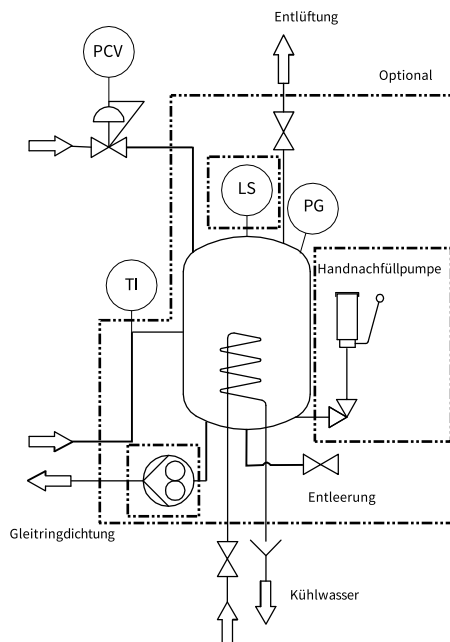 Entlüftung
PCV
Optional
LS
PG
TI
Handnachfüllpumpe
Entleerung
Gleitringdichtung
Kühlwasser